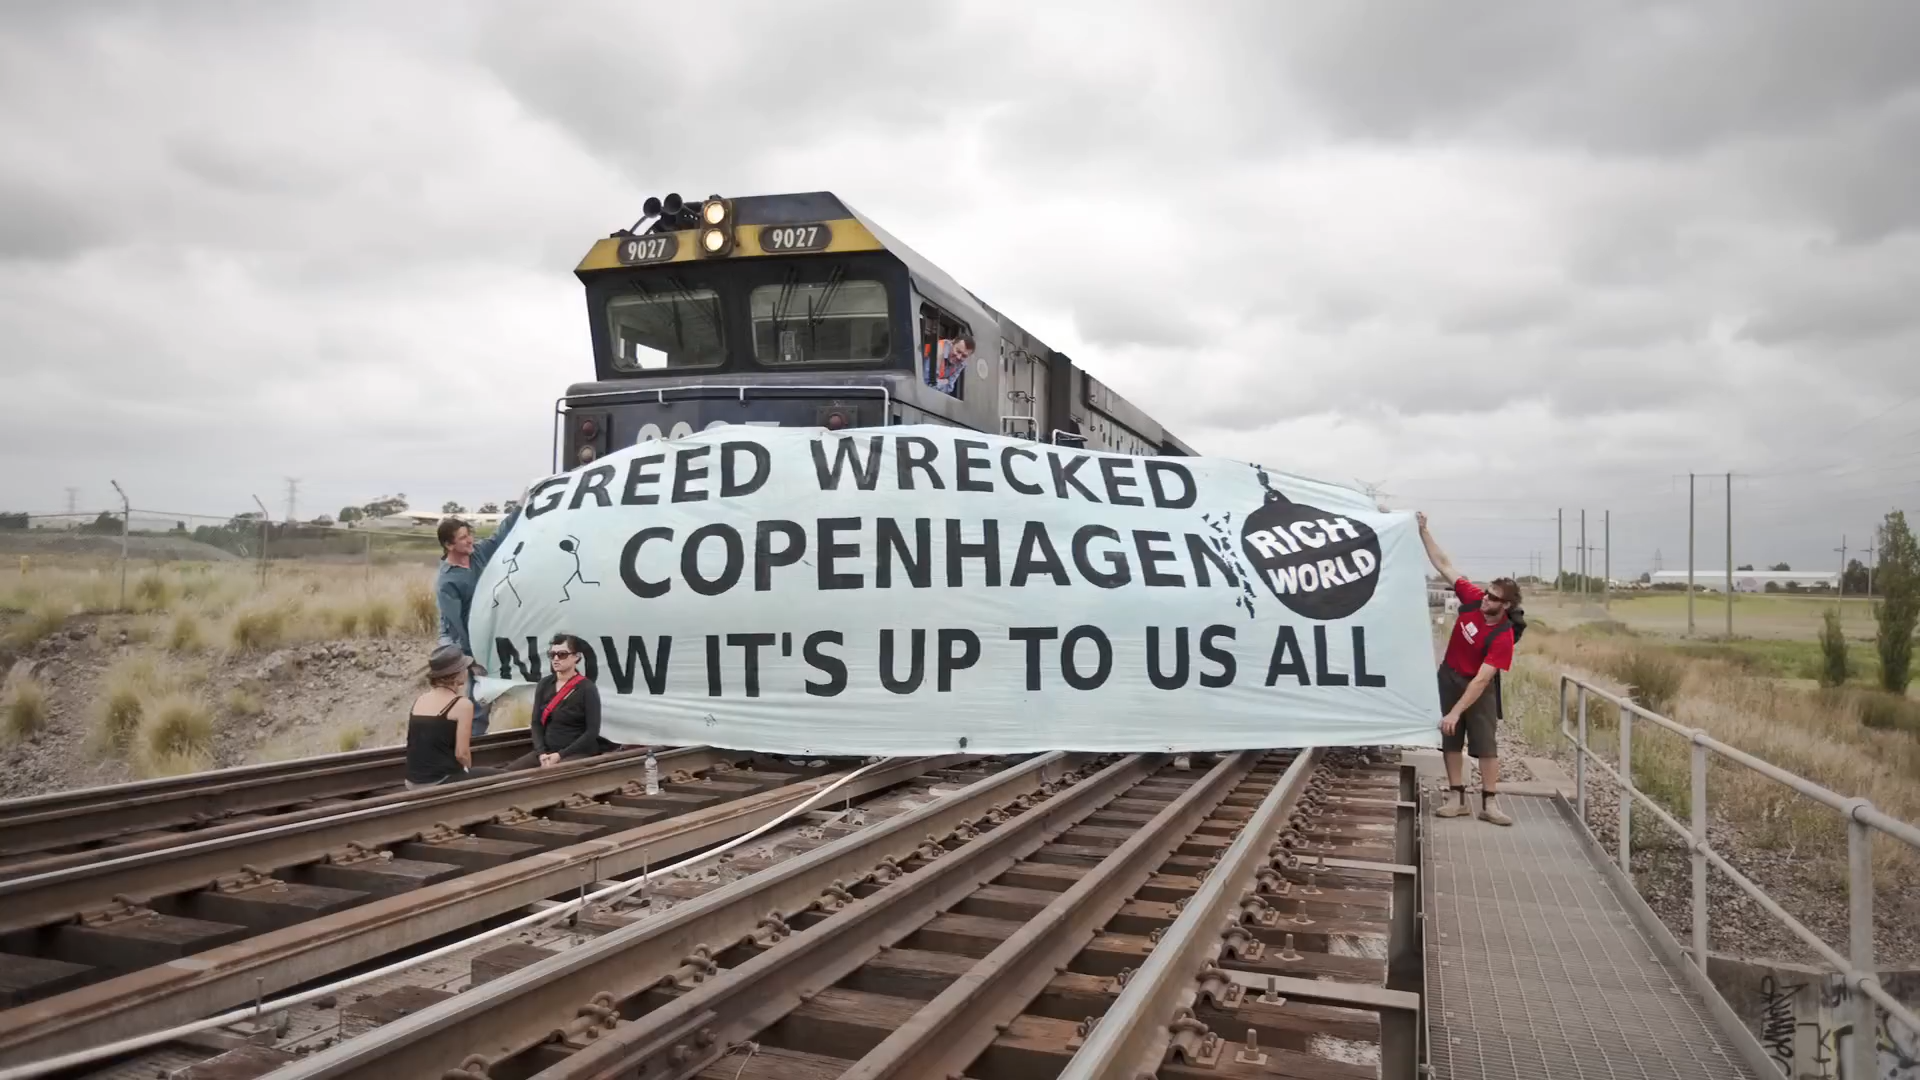 9027 9027
GREED WRECKED
COPENHAGEN
RICH
WORLD
NOW IT'S UP TO US ALL